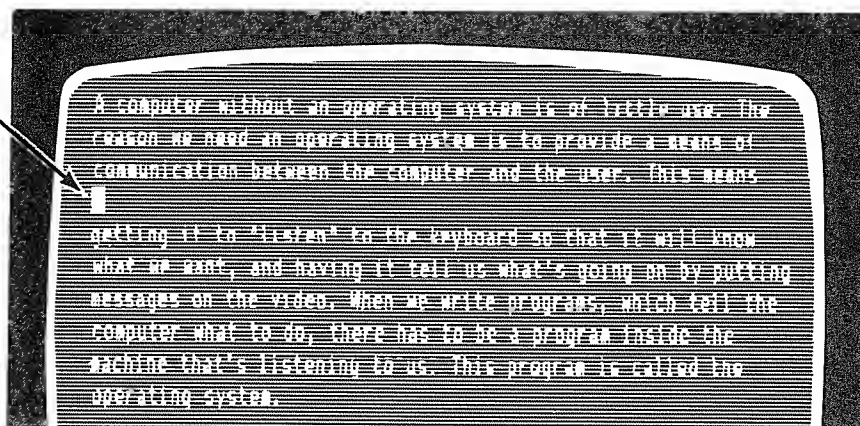 A computer without an operating system is of little use. The
reason we need an operating system is to provide a means of
communication between the computer and the user. This means
getting it to "listen" to the keyboard so that it will know
what we want, and having it tell us what's going on by putting
messages on the video. When we write programs, which tell the
computer what to do, there has to be a program inside the
machine that's listening to us. This program is called the
operating system.